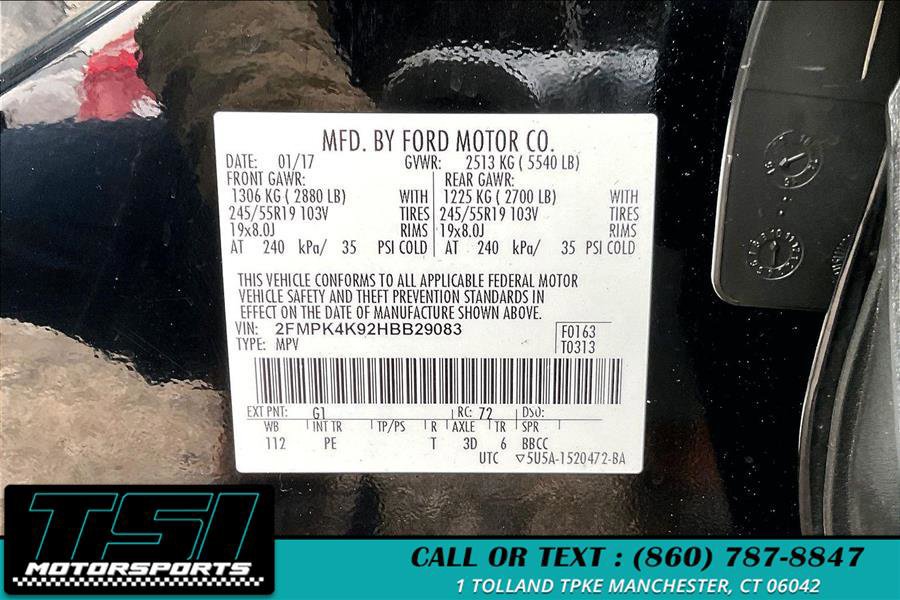 MFD. BY FORD MOTOR CO.
DATE: 01/17 GVWR: 2513 KG ( 5540 LB)
FRONT GAWR: REAR GAWR:
1306 KG ( 2880 LB) WITH 1225 KG ( 2700 LB) WITH
245/55R19 103V TIRES 245/55R19 103V TIRES
19x8.0J RIMS 19x8.0J RIMS
AT 240 kPa/ 35 PSI COLD AT 240 kPa/ 35 PSI COLD
THIS VEHICLE CONFORMS TO ALL APPLICABLE FEDERAL MOTOR
VEHICLE SAFETY AND THEFT PREVENTION STANDARDS IN
EFFECT ON THE DATE OF MANUFACTURE SHOWN ABOVE.
VIN: 2FMPK4K92HBB29083 F0163
TYPE: MPV T0313
EXT PNT: G1 RC: 72 DSO:
WB INT TR TP/PS R AXLE TR SPR
112 PE T 3D 6 BBCC
UTC ▽5U5A-1520472-BA
TSI
MOTORSPORTS
CALL OR TEXT : (860) 787-8847
1 TOLLAND TPKE MANCHESTER, CT 06042